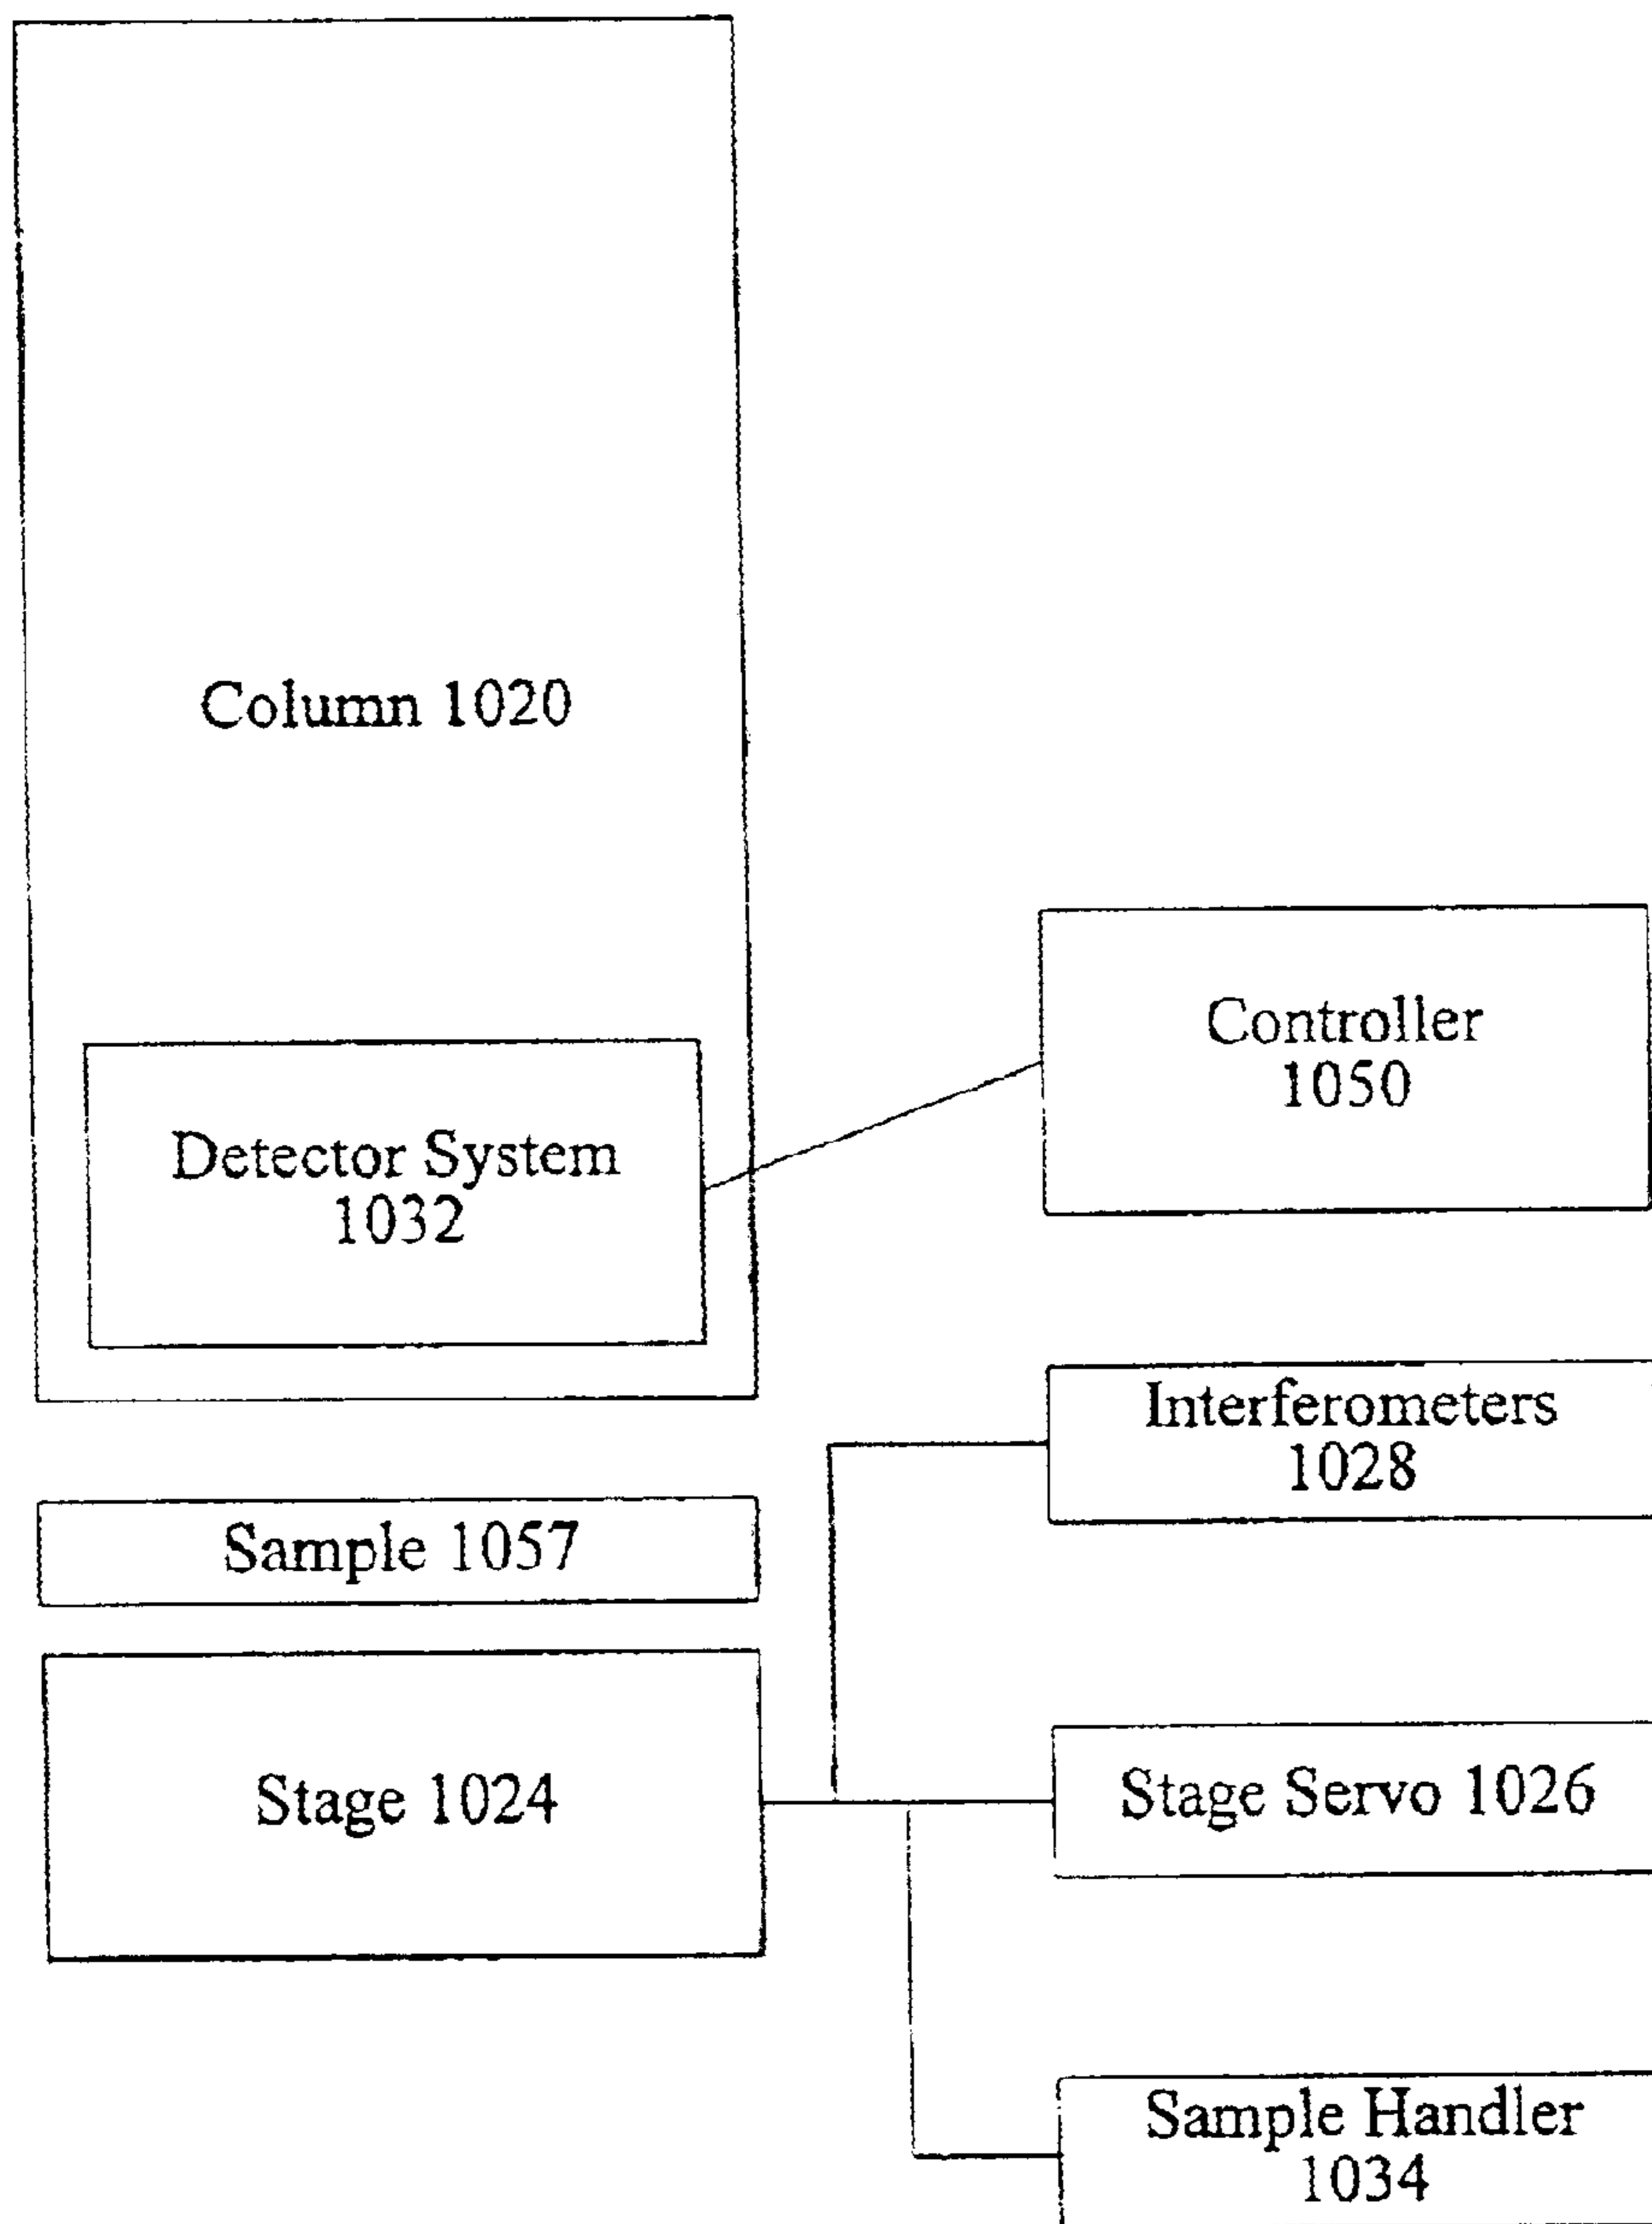 Column 1020
Controller
1050
Detector System
1032
Interferometers
1028
Sample 1057
Stage 1024
Stage Servo 1026
Sample Handler
1034